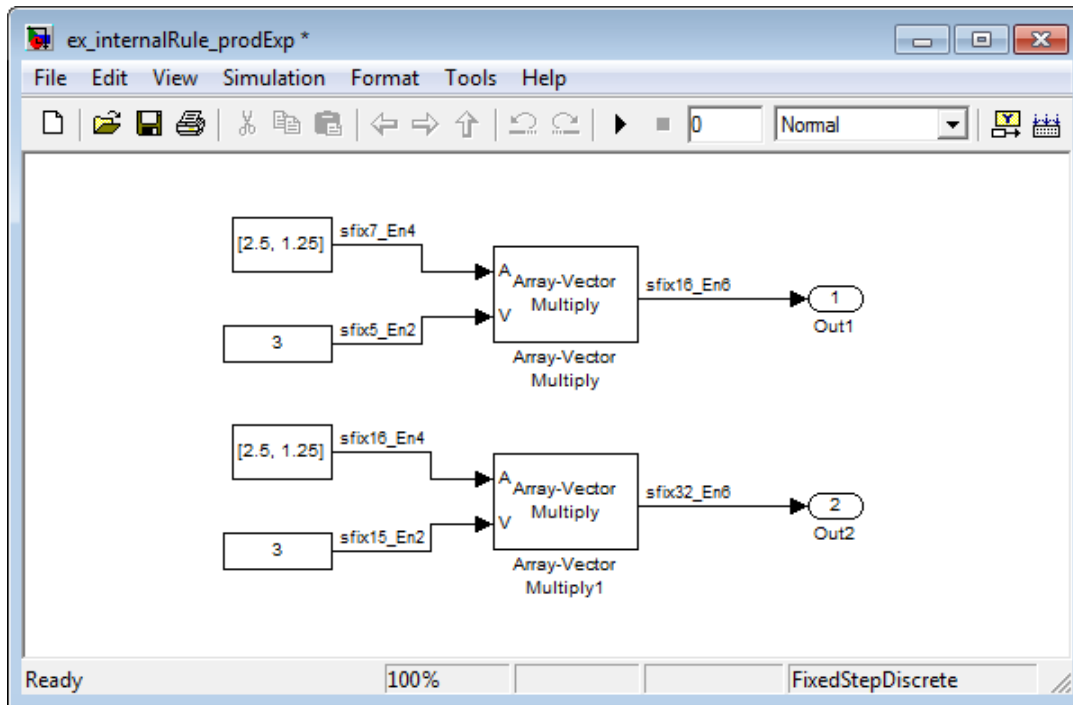 ex_internalRule_prodExp *
File Edit View Simulation Format Tools Help
0 Normal
[2.5, 1.25] sfix7_En4
A Array-Vector
Multiply
V
sfix16_En6
1
Out1
3 sfix5_En2
Array-Vector
Multiply
[2.5, 1.25] sfix16_En4
A Array-Vector
Multiply
V
sfix32_En6
2
Out2
3 sfix15_En2
Array-Vector
Multiply1
Ready 100% FixedStepDiscrete